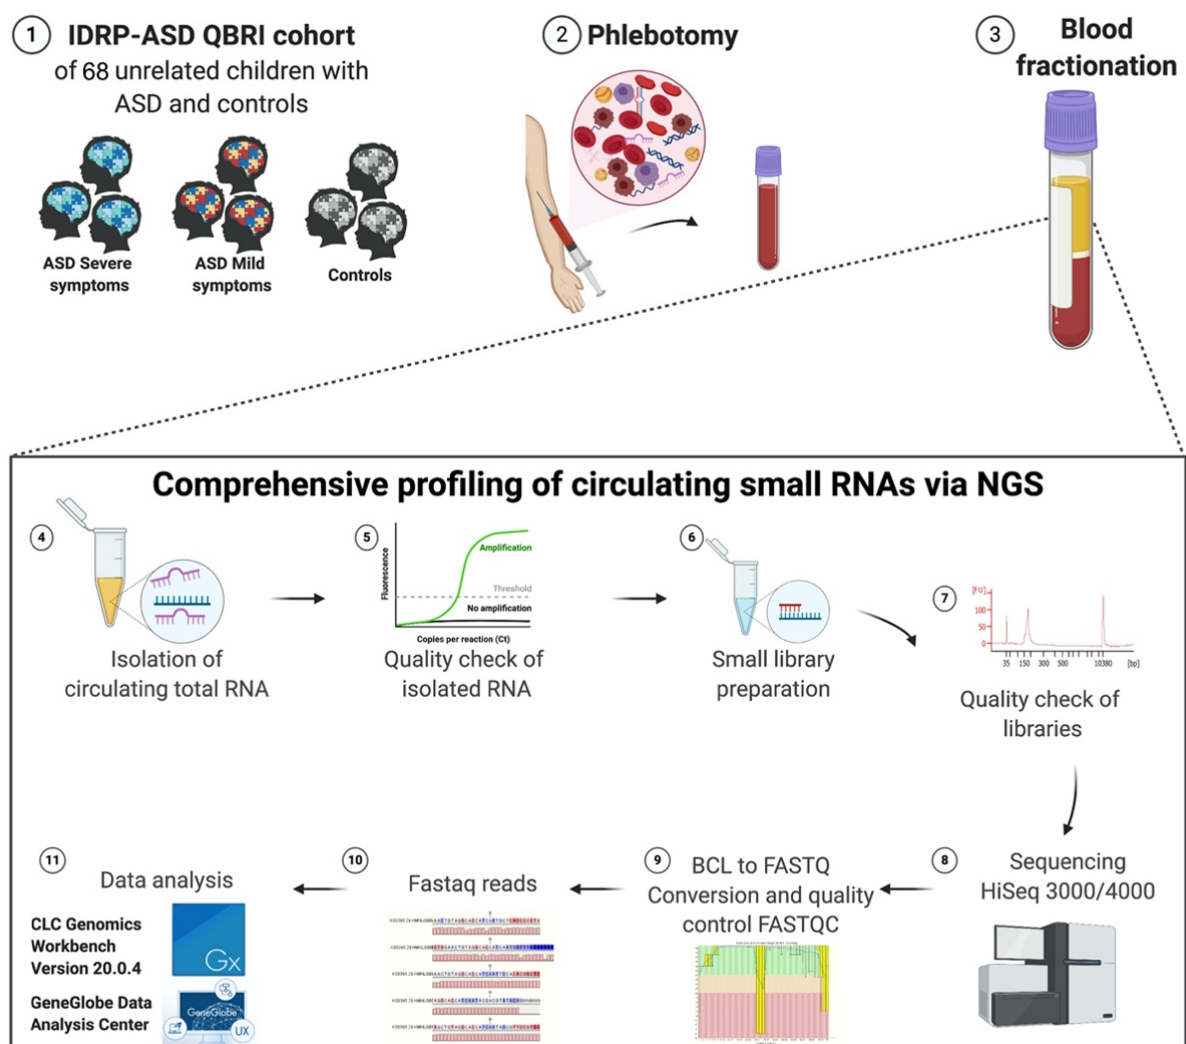 1
IDRP-ASD QBRI cohort
of 68 unrelated children with
ASD and controls
ASD Severe
symptoms
ASD Mild
symptoms
Controls
2
Phlebotomy
3
Blood
fractionation
Comprehensive profiling of circulating small RNAs via NGS
4
Isolation of
circulating total RNA
5
Fluorescence
Amplification
Threshold
No amplification
Copies per reaction (Ct)
Quality check of
isolated RNA
6
Small library
preparation
7
[FU]
100
50
0
35 150 300 500 10380 [bp]
Quality check of
libraries
8
Sequencing
HiSeq 3000/4000
9
BCL to FASTQ
Conversion and quality
control FASTQC
10
Fastaq reads
11
Data analysis
CLC Genomics
Workbench
Version 20.0.4
Gx
GeneGlobe Data
Analysis Center
GeneGlobe
UX